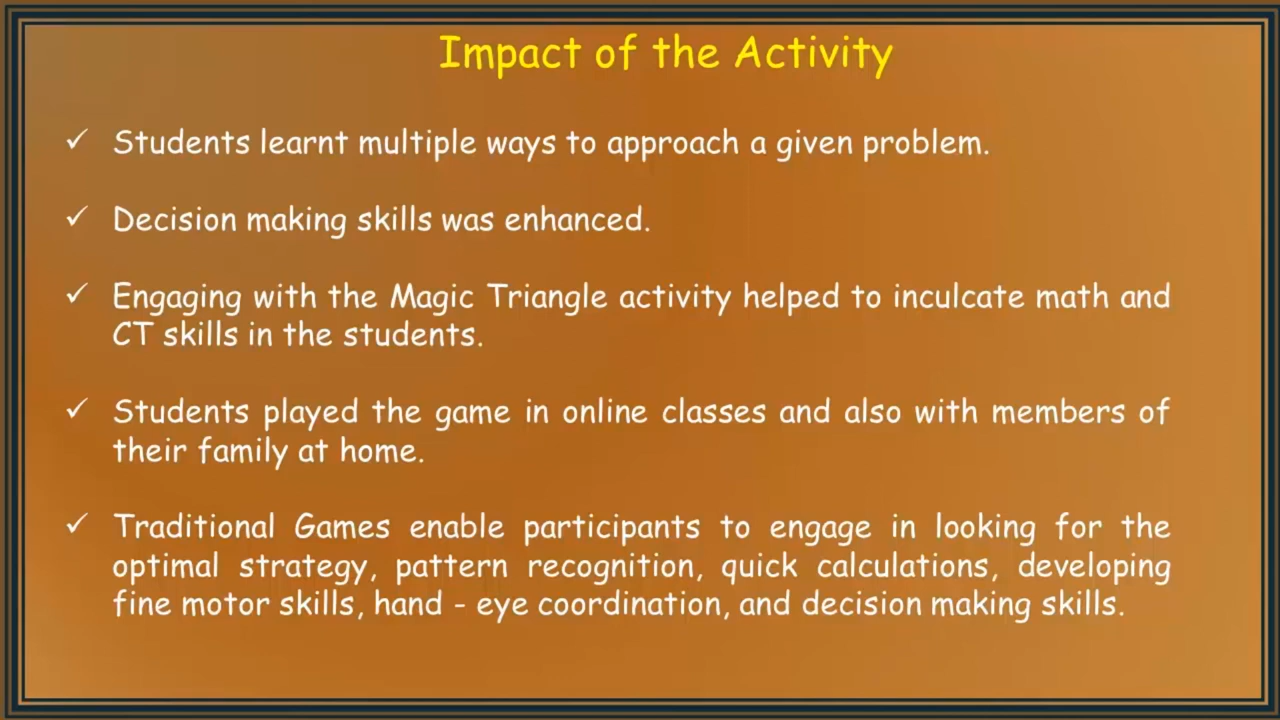 Impact of the Activity
✓ Students learnt multiple ways to approach a given problem.
✓ Decision making skills was enhanced.
✓ Engaging with the Magic Triangle activity helped to inculcate math and
CT skills in the students.
✓ Students played the game in online classes and also with members of
their family at home.
✓ Traditional Games enable participants to engage in looking for the
optimal strategy, pattern recognition, quick calculations, developing
fine motor skills, hand - eye coordination, and decision making skills.